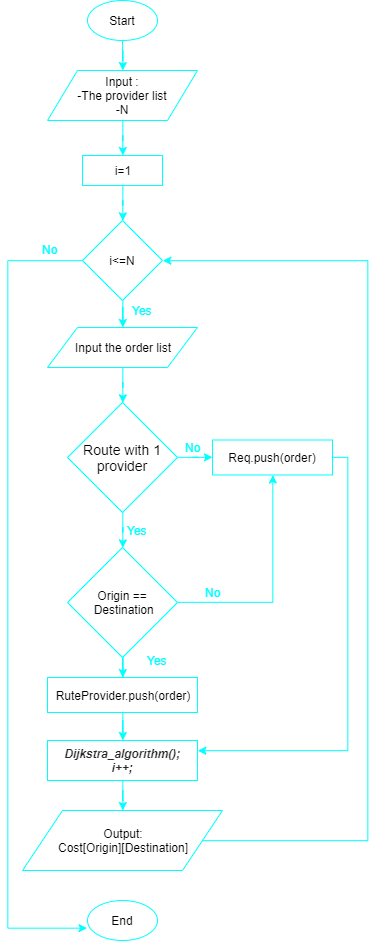 Start
Input :
-The provider list
-N
i=1
No
i<=N
Yes
Input the order list
Route with 1
provider
No
Req.push(order)
Yes
Origin ==
Destination
No
Yes
RuteProvider.push(order)
Dijkstra_algorithm();
i++;
Output:
Cost[Origin][Destination]
End